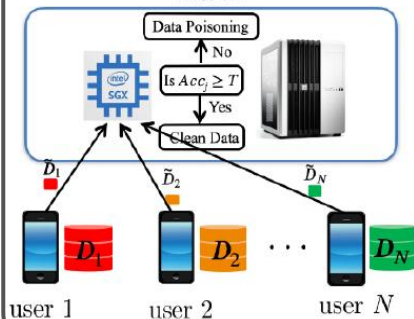 Data Poisoning
No
Is Acc_j ≥ T
Yes
Clean Data
intel
SGX
D̃_1
D̃_2
D̃_N
D_1
D_2
· · ·
D_N
user 1
user 2
user N